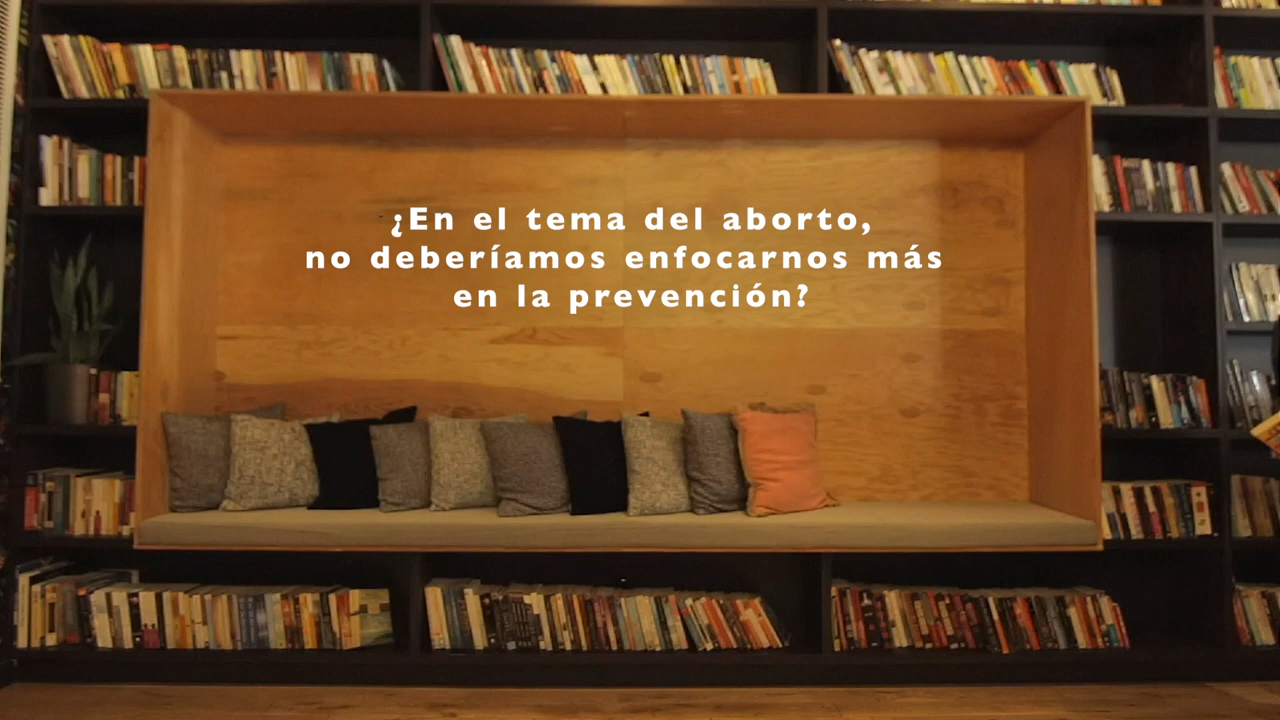 ¿En el tema del aborto,
no deberíamos enfocarnos más
en la prevención?